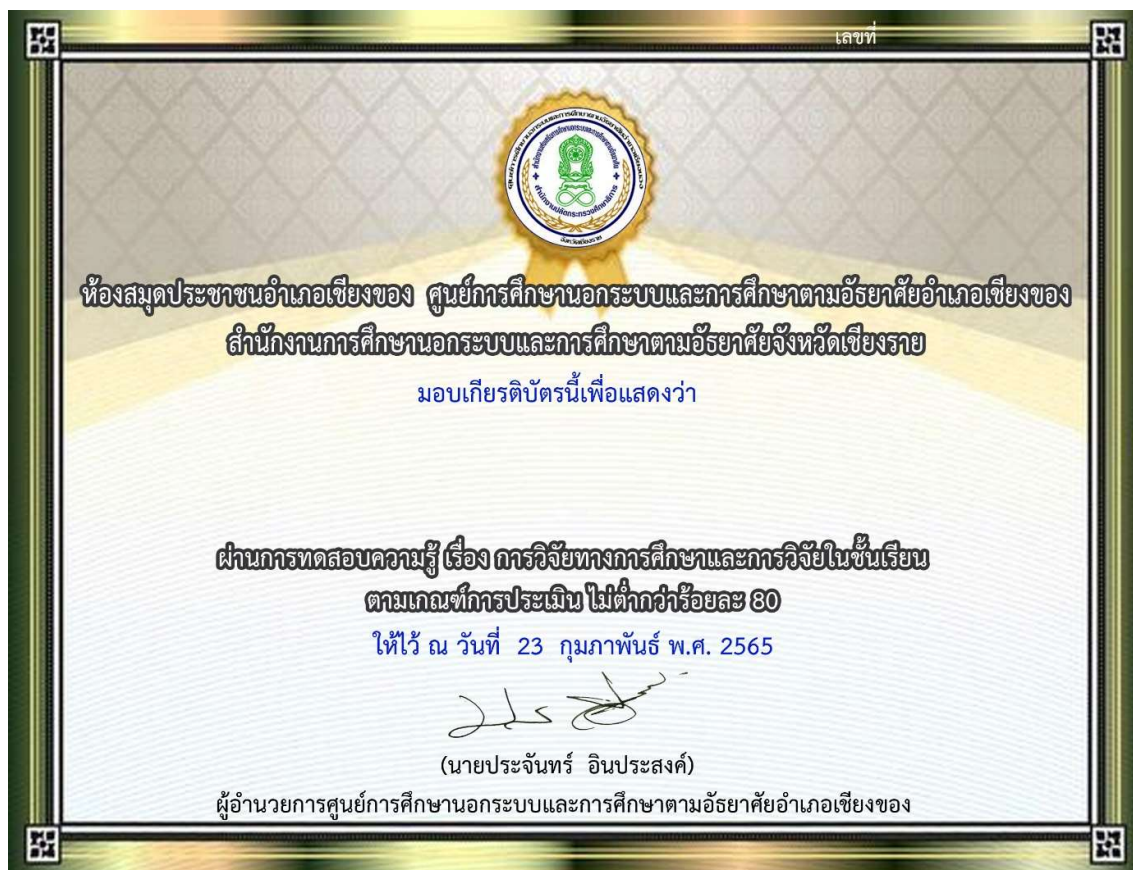 เลขที่
ห้องสมุดประชาชนอำเภอเชียงของ ศูนย์การศึกษานอกระบบและการศึกษาตามอัธยาศัยอำเภอเชียงของ
สำนักงานการศึกษานอกระบบและการศึกษาตามอัธยาศัยจังหวัดเชียงราย
มอบเกียรติบัตรนี้เพื่อแสดงว่า
ผ่านการทดสอบความรู้ เรื่อง การวิจัยทางการศึกษาและการวิจัยในชั้นเรียน
ตามเกณฑ์การประเมิน ไม่ต่ำกว่าร้อยละ 80
ให้ไว้ ณ วันที่ 23 กุมภาพันธ์ พ.ศ. 2565
(นายประจันทร์ อินประสงค์)
ผู้อำนวยการศูนย์การศึกษานอกระบบและการศึกษาตามอัธยาศัยอำเภอเชียงของ